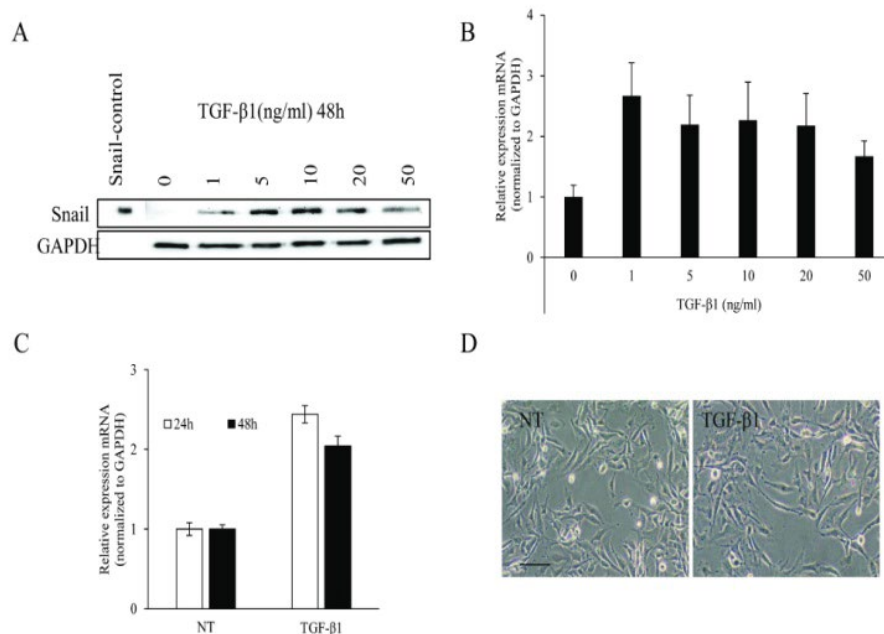 A
Snail-control
TGF-β1(ng/ml) 48h
0 1 5 10 20 50
Snail
GAPDH
B
Relative expression mRNA
(normalized to GAPDH)
4
3
2
1
0
0 1 5 10 20 50
TGF-β1 (ng/ml)
C
Relative expression mRNA
(normalized to GAPDH)
3
2
1
0
24h 48h
NT TGF-β1
D
NT TGF-β1